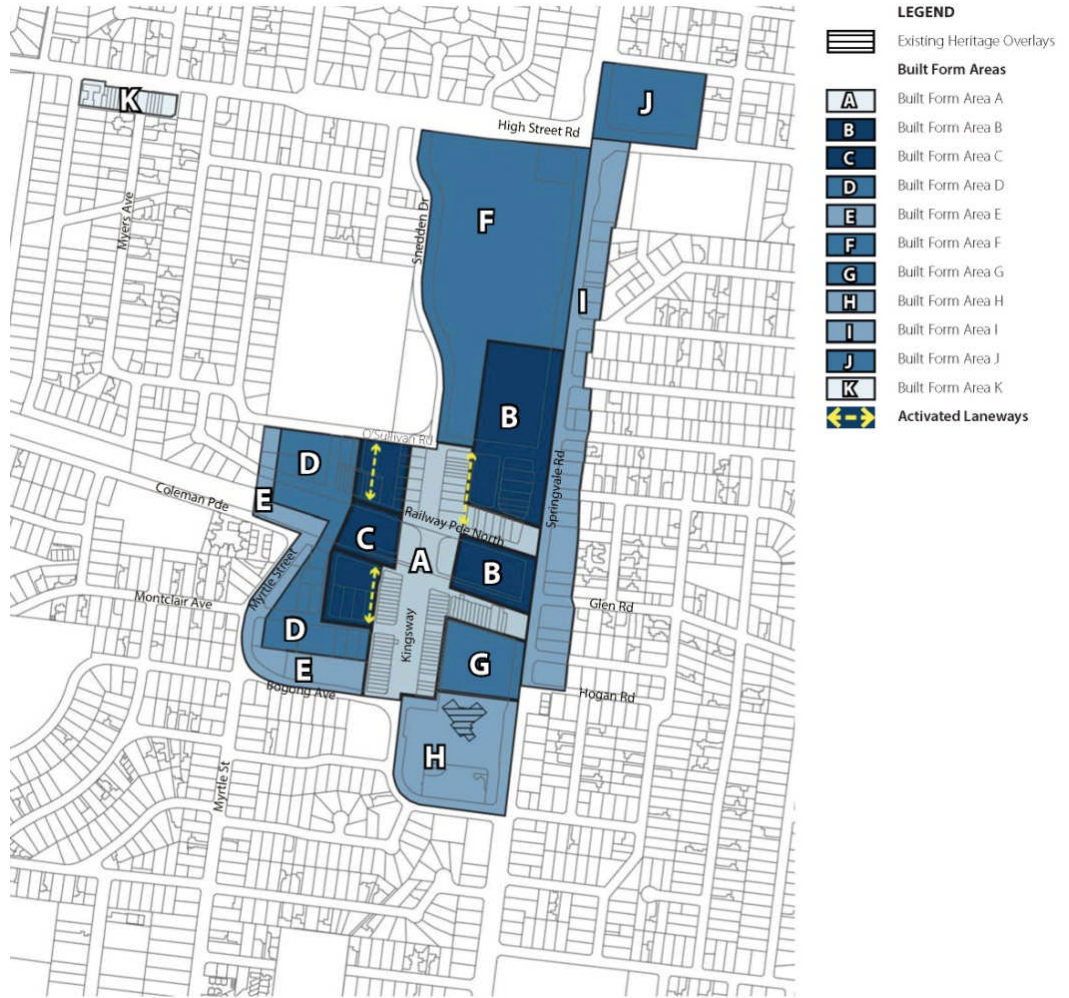 LEGEND
Existing Heritage Overlays
Built Form Areas
A Built Form Area A
B Built Form Area B
C Built Form Area C
D Built Form Area D
E Built Form Area E
F Built Form Area F
G Built Form Area G
H Built Form Area H
I Built Form Area I
J Built Form Area J
K Built Form Area K
Activated Laneways
K
J
High Street Rd
Myers Ave
Snedden Dr
F
I
B
O'Sullivan Rd
D
E
Coleman Pde
Springvale Rd
Railway Pde North
C
A
B
Myrtle Street
Montclair Ave
Glen Rd
Kingsway
D
G
E
Bogong Ave
Hogan Rd
H
Myrtle St